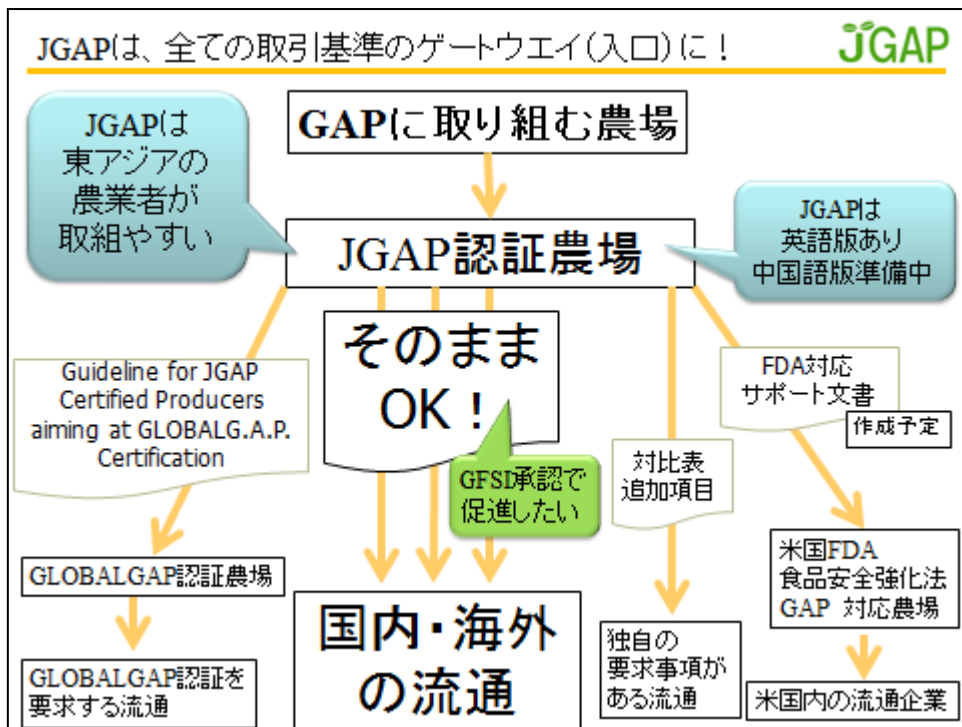 JGAPは、全ての取引基準のゲートウエイ(入口)に！
JGAP
JGAPは
東アジアの
農業者が
取組やすい
GAPに取り組む農場
JGAP認証農場
JGAPは
英語版あり
中国語版準備中
Guideline for JGAP
Certified Producers
aiming at GLOBALG.A.P.
Certification
そのまま
OK！
GFSI承認で
促進したい
対比表
追加項目
FDA対応
サポート文書
作成予定
GLOBALGAP認証農場
GLOBALGAP認証を
要求する流通
国内・海外
の流通
独自の
要求事項が
ある流通
米国FDA
食品安全強化法
GAP 対応農場
米国内の流通企業